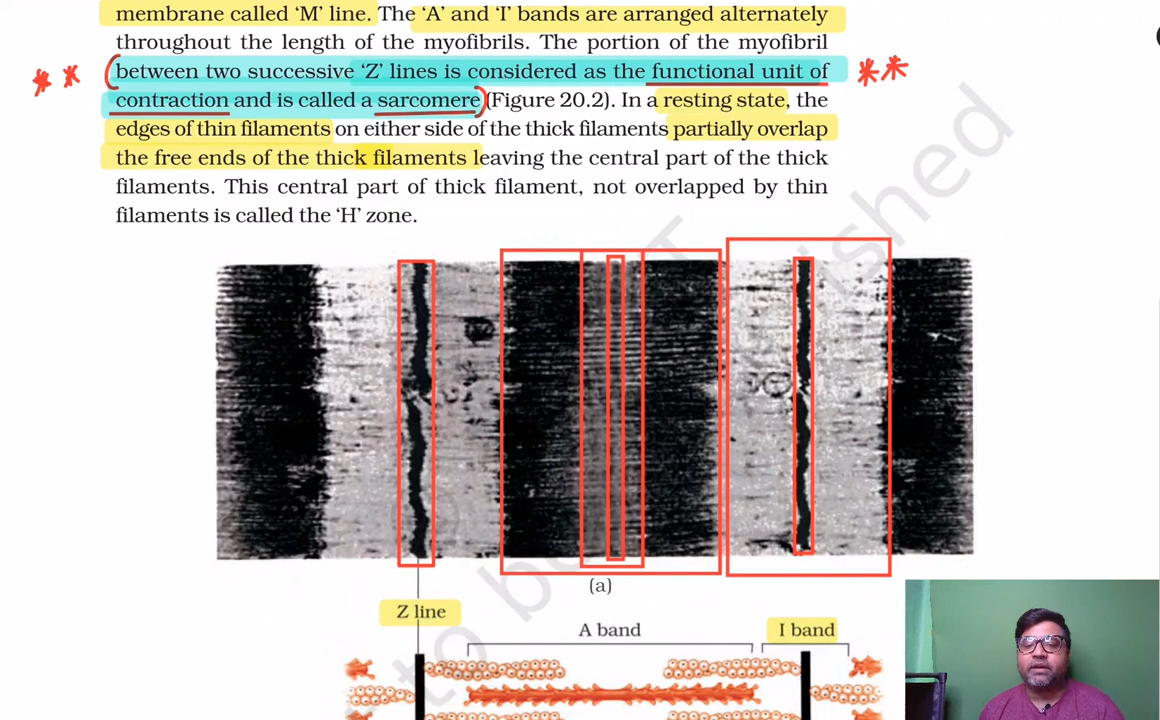 membrane called ‘M’ line. The ‘A’ and ‘I’ bands are arranged alternately
throughout the length of the myofibrils. The portion of the myofibril
between two successive ‘Z’ lines is considered as the functional unit of
contraction and is called a sarcomere (Figure 20.2). In a resting state, the
edges of thin filaments on either side of the thick filaments partially overlap
the free ends of the thick filaments leaving the central part of the thick
filaments. This central part of thick filament, not overlapped by thin
filaments is called the ‘H’ zone.
(a)
Z line
A band
I band